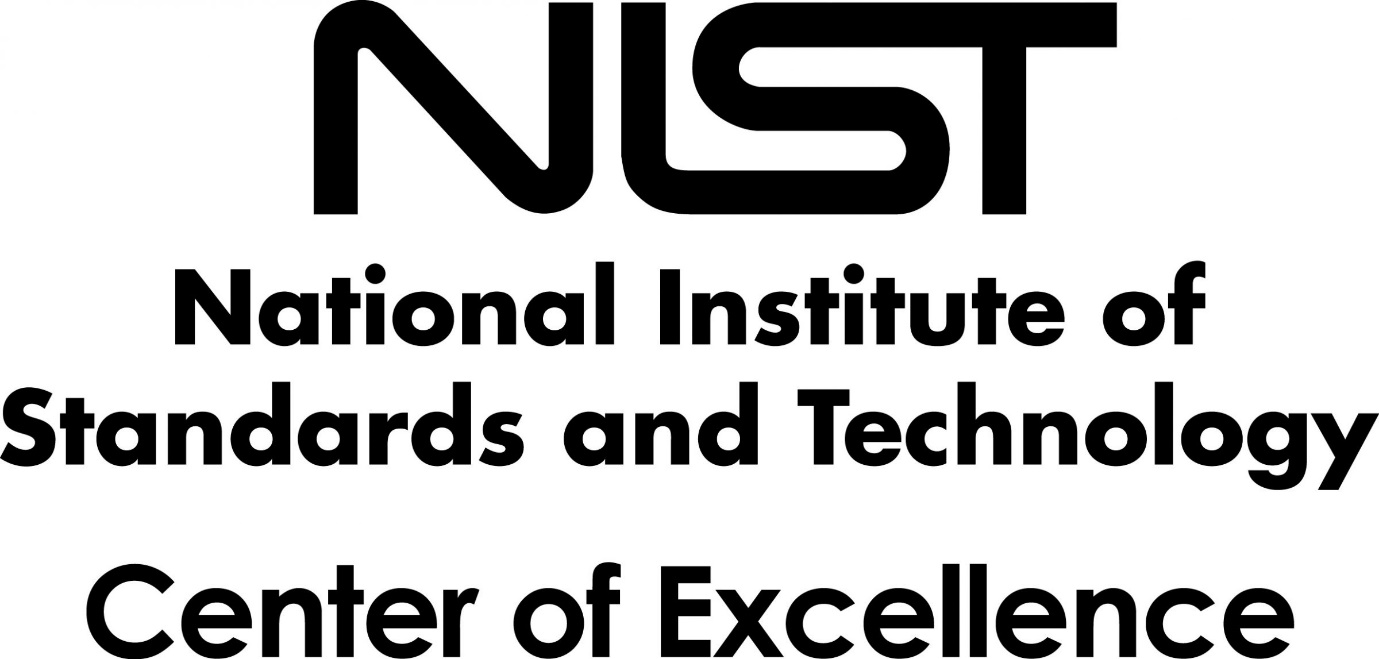 NIST
National Institute of
Standards and Technology
Center of Excellence